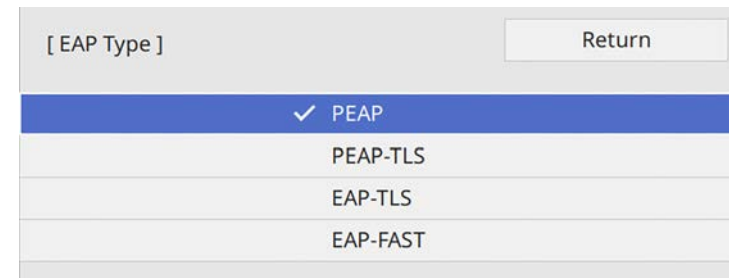 [ EAP Type ]
Return
PEAP
PEAP-TLS
EAP-TLS
EAP-FAST